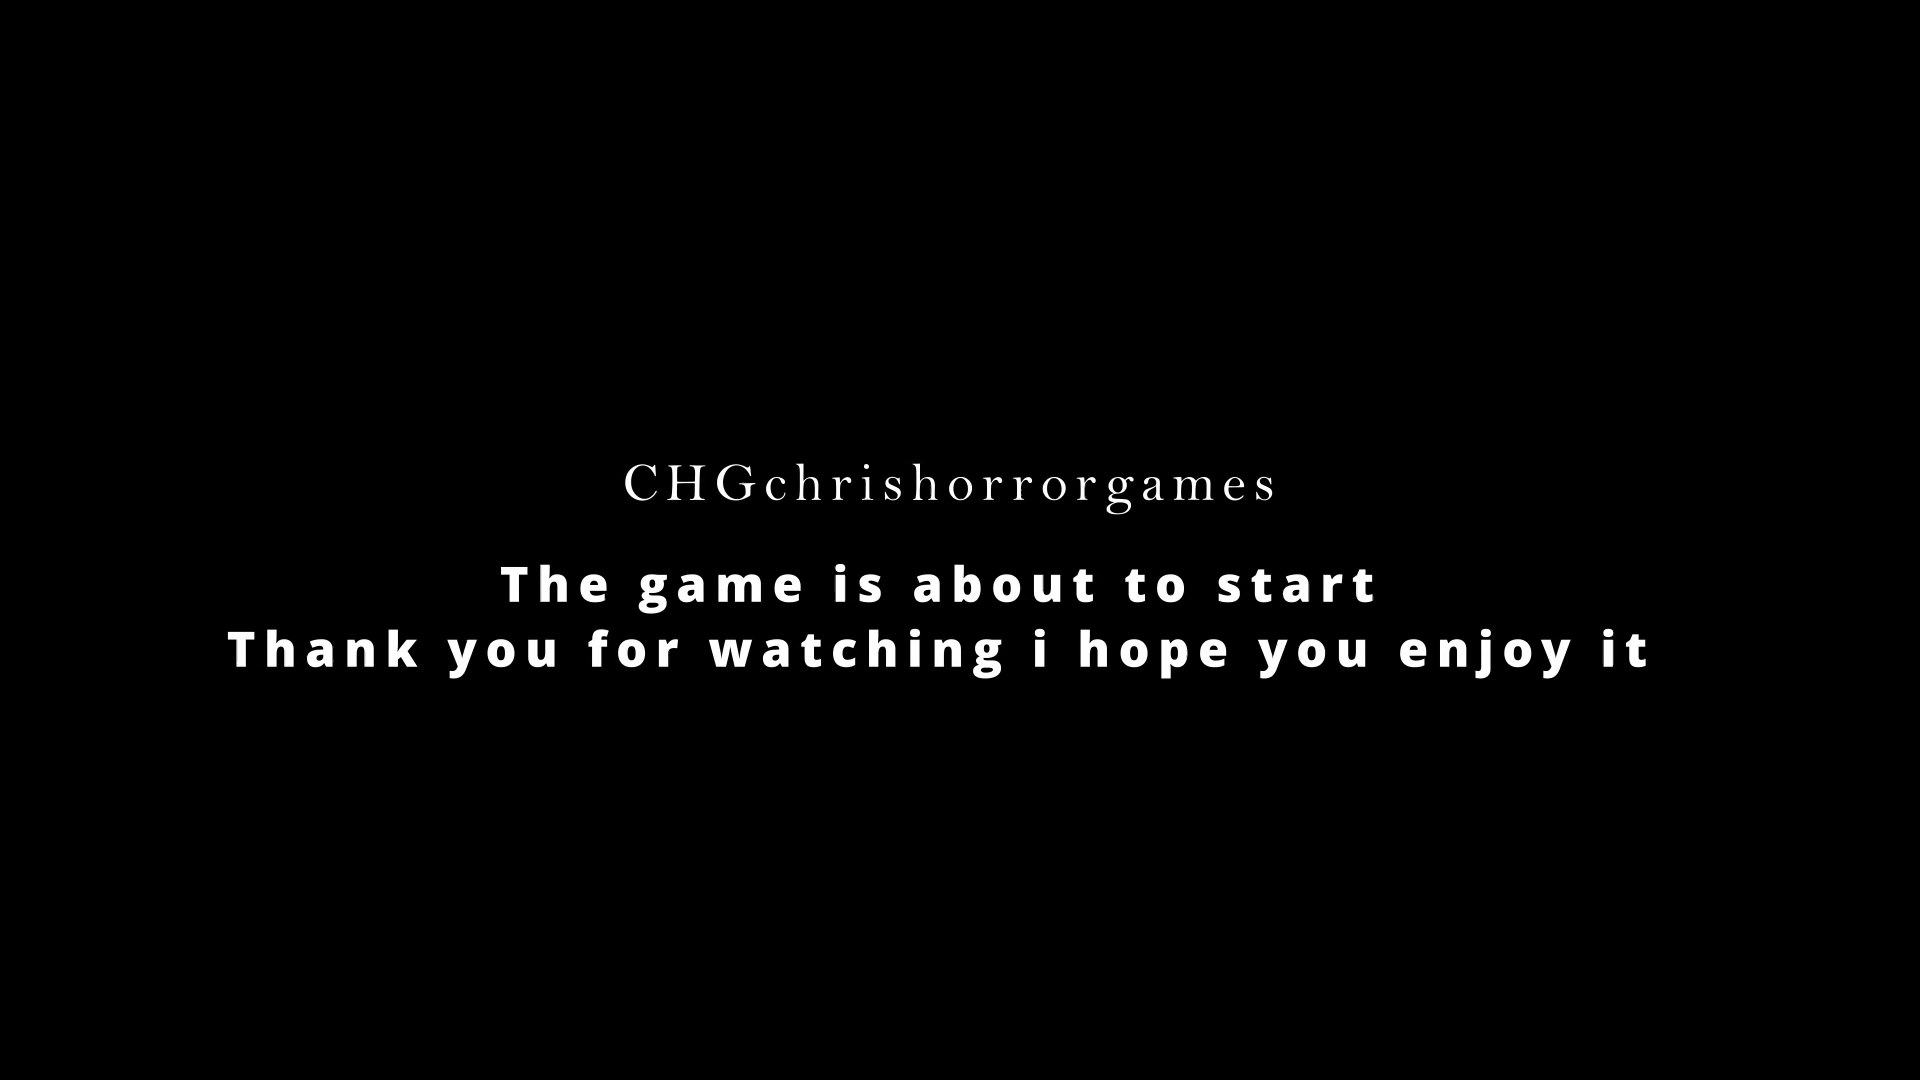 CHGchrishorrorgames
The game is about to start
Thank you for watching i hope you enjoy it